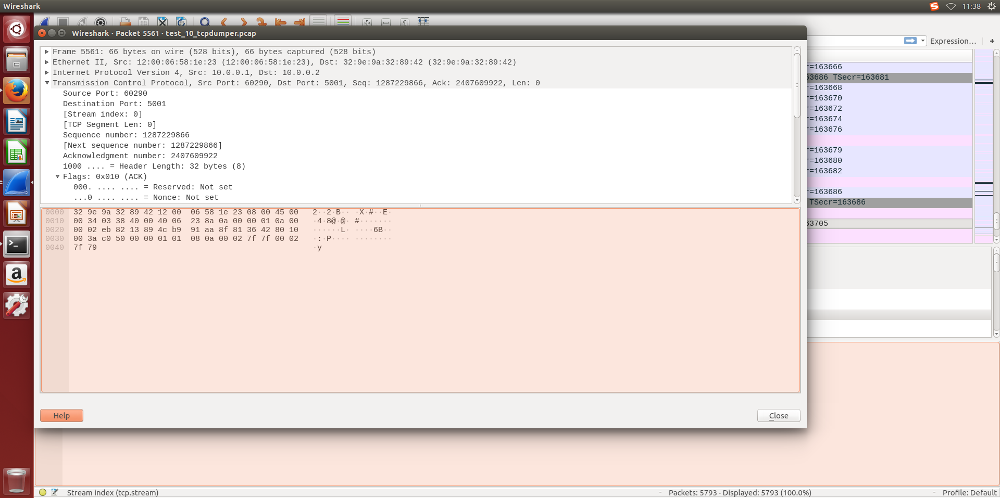 Wireshark
11:38
Wireshark · Packet 5561 · test_10_tcpdumper.pcap
Expression…
+
Frame 5561: 66 bytes on wire (528 bits), 66 bytes captured (528 bits)
Ethernet II, Src: 12:00:06:58:1e:23 (12:00:06:58:1e:23), Dst: 32:9e:9a:32:89:42 (32:9e:9a:32:89:42)
Internet Protocol Version 4, Src: 10.0.0.1, Dst: 10.0.0.2
Transmission Control Protocol, Src Port: 60290, Dst Port: 5001, Seq: 1287229866, Ack: 2407609922, Len: 0
Source Port: 60290
Destination Port: 5001
[Stream index: 0]
[TCP Segment Len: 0]
Sequence number: 1287229866
[Next sequence number: 1287229866]
Acknowledgment number: 2407609922
1000 .... = Header Length: 32 bytes (8)
Flags: 0x010 (ACK)
000. .... .... = Reserved: Not set
...0 .... .... = Nonce: Not set
r=163666
63686 TSecr=163681
r=163668
r=163670
r=163672
r=163674
r=163676
r=163679
r=163680
r=163682
r=163686
TSecr=163686
63705
0000 32 9e 9a 32 89 42 12 00 06 58 1e 23 08 00 45 00 2··2·B·· ·X·#··E·
0010 00 34 03 38 40 00 40 06 23 8a 0a 00 00 01 0a 00 ·4·8@·@· #·······
0020 00 02 eb 82 13 89 4c b9 91 aa 8f 81 36 42 80 10 ······L· ····6B··
0030 00 3a c0 50 00 00 01 01 08 0a 00 02 7f 7f 00 02 ·:·P···· ········
0040 7f 79 ·y
Help
Close
Stream index (tcp.stream)
Packets: 5793 · Displayed: 5793 (100.0%)
Profile: Default